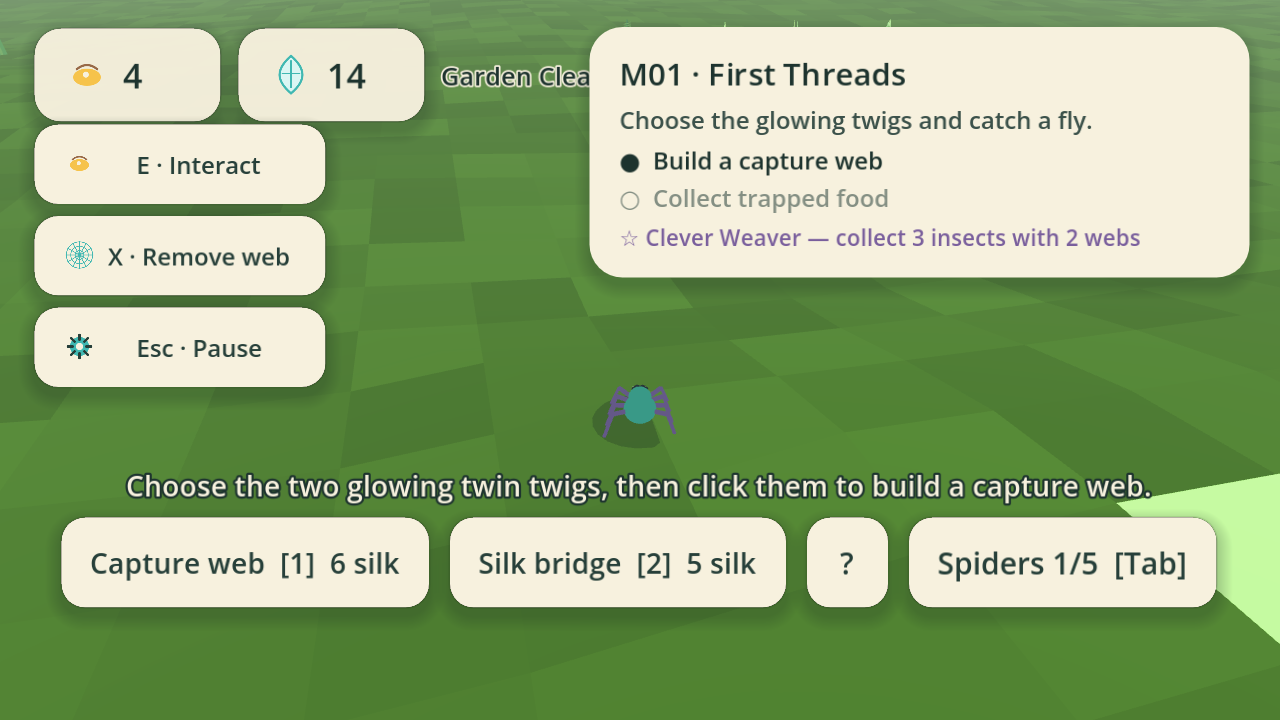 4
14
Garden Clea
M01 · First Threads
Choose the glowing twigs and catch a fly.
● Build a capture web
○ Collect trapped food
☆ Clever Weaver — collect 3 insects with 2 webs
E · Interact
X · Remove web
Esc · Pause
Choose the two glowing twin twigs, then click them to build a capture web.
Capture web [1] 6 silk
Silk bridge [2] 5 silk
?
Spiders 1/5 [Tab]